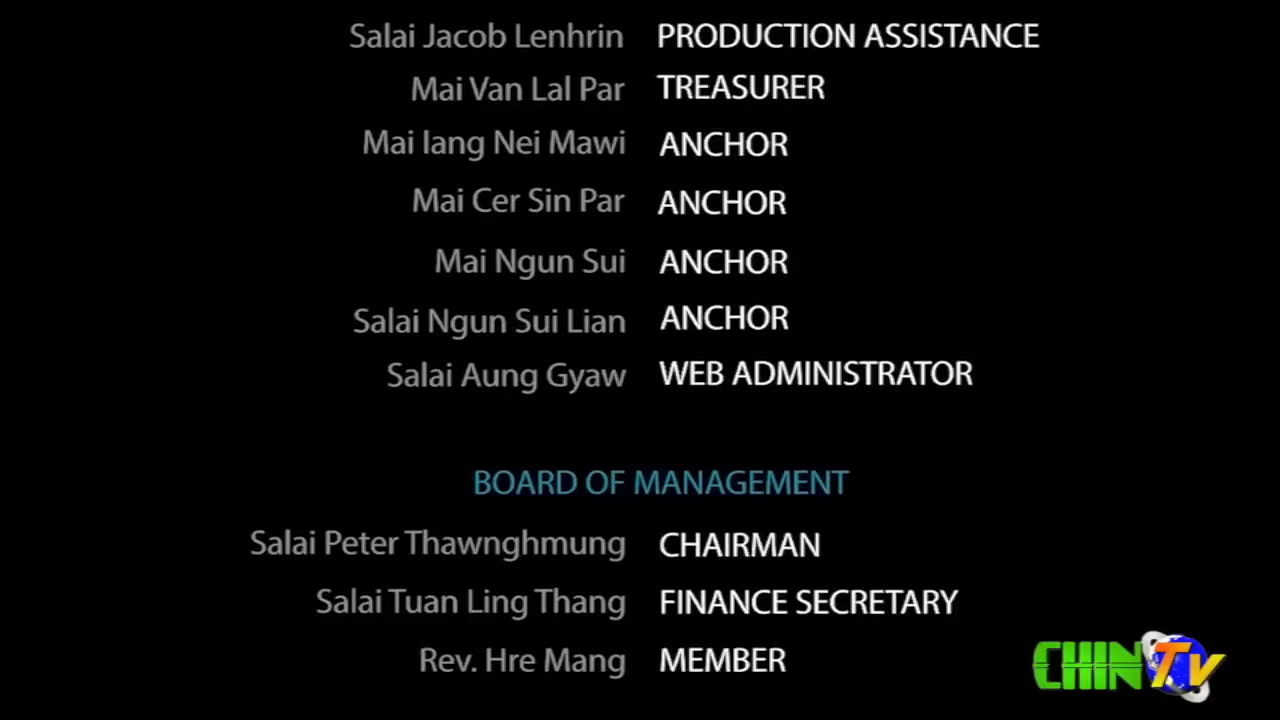 Salai Jacob Lenhrin PRODUCTION ASSISTANCE
Mai Van Lal Par TREASURER
Mai Iang Nei Mawi ANCHOR
Mai Cer Sin Par ANCHOR
Mai Ngun Sui ANCHOR
Salai Ngun Sui Lian ANCHOR
Salai Aung Gyaw WEB ADMINISTRATOR
BOARD OF MANAGEMENT
Salai Peter Thawnghmung CHAIRMAN
Salai Tuan Ling Thang FINANCE SECRETARY
Rev. Hre Mang MEMBER
CHIN TV